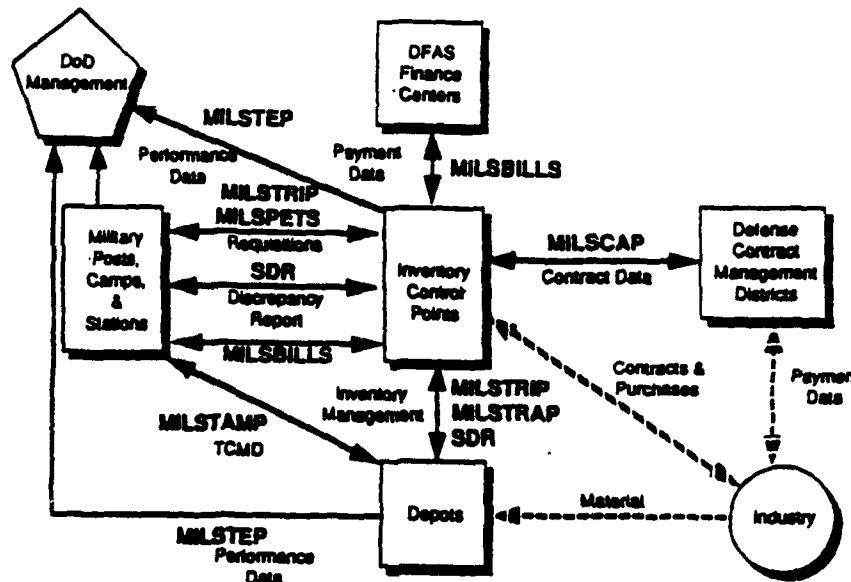 DoD
Management
DFAS
Finance
Centers
MILSTEP
Performance
Data
Payment
Data
MILSBILLS
MILSTRIP
MILSPETS
Requisitions
Military
Posts,
Camps,
&
Stations
SDR
Discrepancy
Report
MILSBILLS
Inventory
Control
Points
MILSCAP
Contract Data
Defense
Contract
Management
Districts
Contracts &
Purchases
Payment
Data
Inventory
Management
MILSTRIP
MILSTRAP
SDR
MILSTAMP
TCMD
Depots
Material
Industry
MILSTEP
Performance
Data